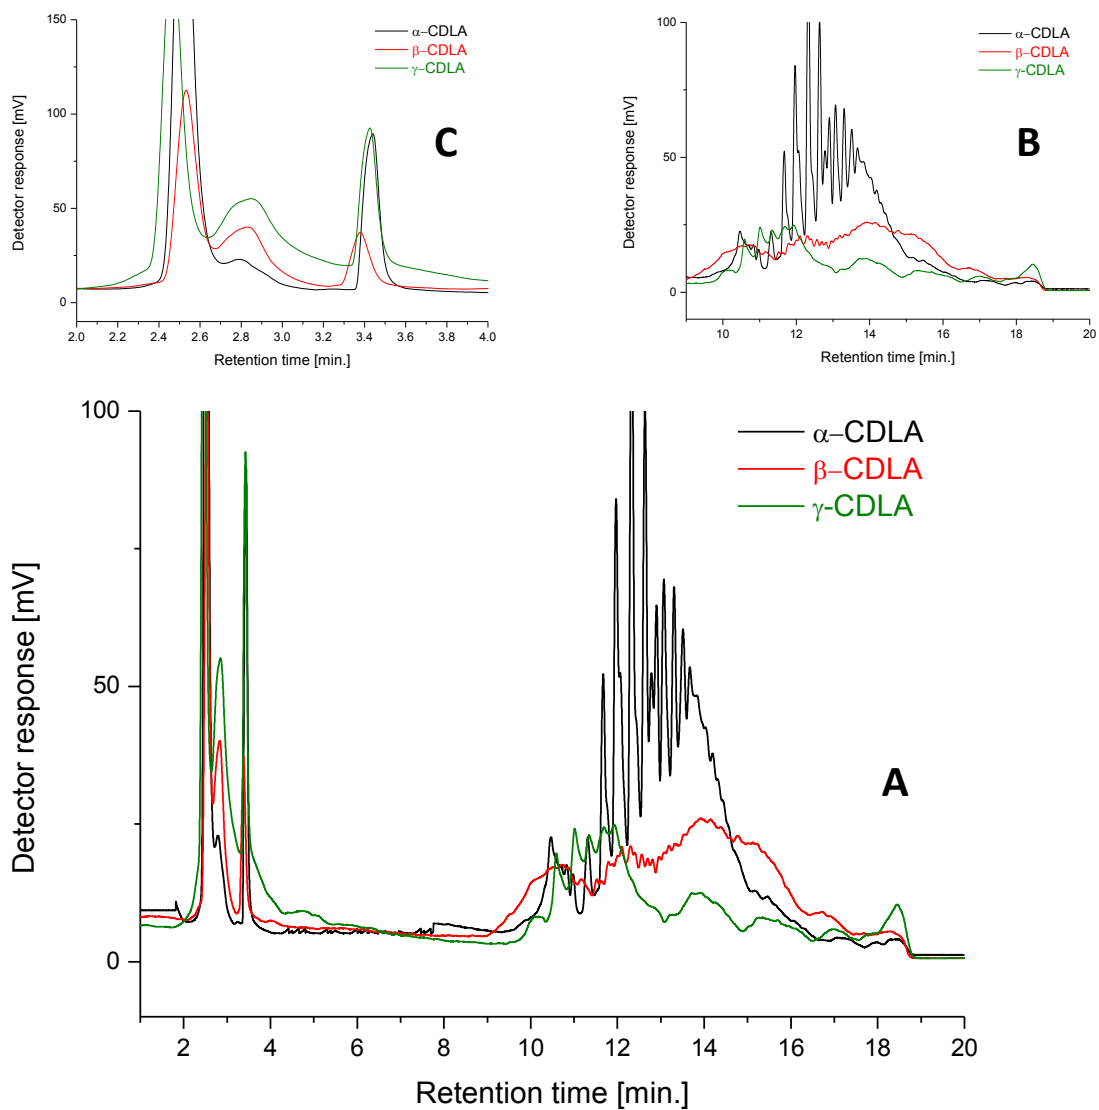 150
100
50
0
Detector response [mV]
2.0 2.2 2.4 2.6 2.8 3.0 3.2 3.4 3.6 3.8 4.0
Retention time [min.]
α–CDLA
β–CDLA
γ–CDLA
C
100
50
0
Detector response [mV]
10 12 14 16 18 20
Retention time [min.]
α–CDLA
β–CDLA
γ-CDLA
B
100
50
0
Detector response [mV]
2 4 6 8 10 12 14 16 18 20
Retention time [min.]
α–CDLA
β–CDLA
γ-CDLA
A